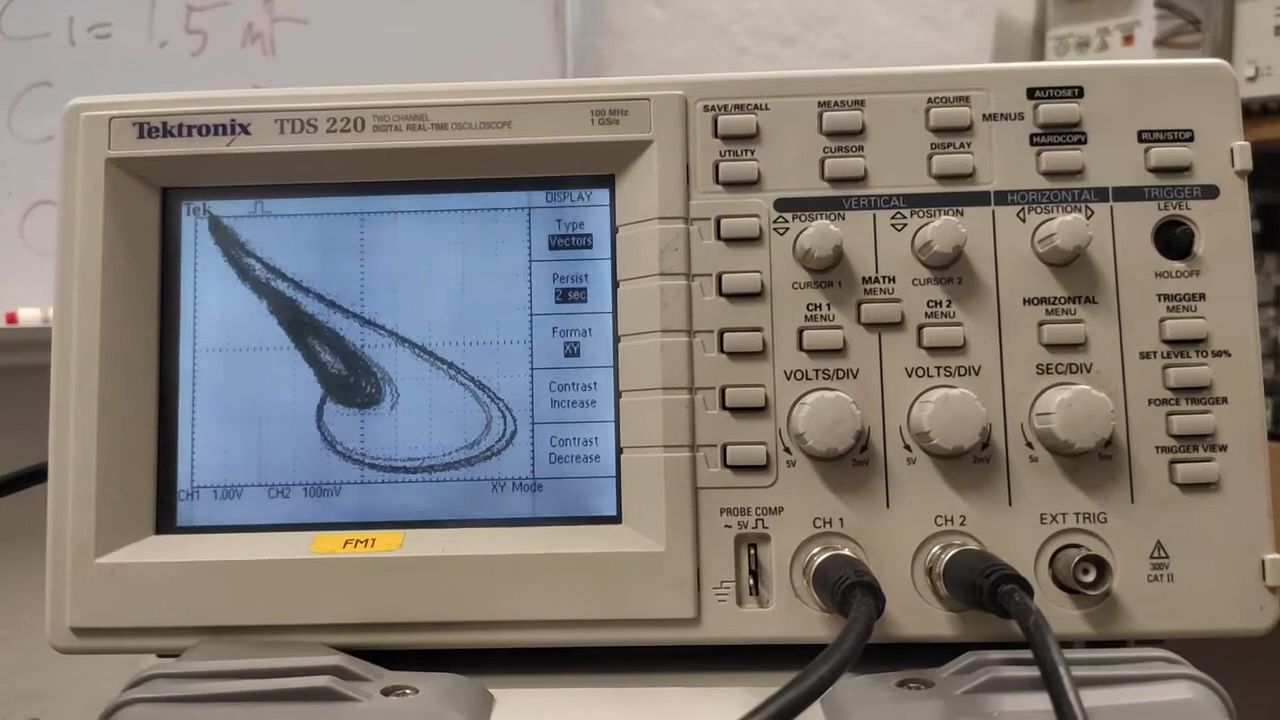 C1 = 1.5 nf
C
Tektronix TDS 220 TWO CHANNEL DIGITAL REAL-TIME OSCILLOSCOPE
100 MHz
1 GS/s
SAVE/RECALL MEASURE ACQUIRE MENUS AUTOSET
UTILITY CURSOR DISPLAY HARDCOPY RUN/STOP
Tek
DISPLAY
Type
Vectors
Persist
2 sec
Format
XY
Contrast
Increase
Contrast
Decrease
CH1 1.00V CH2 100mV XY Mode
FM1
VERTICAL HORIZONTAL TRIGGER
POSITION POSITION POSITION LEVEL
CURSOR 1 CURSOR 2 HOLDOFF
MATH
MENU
CH 1
MENU
CH 2
MENU
HORIZONTAL
MENU
TRIGGER
MENU
SET LEVEL TO 50%
VOLTS/DIV VOLTS/DIV SEC/DIV
FORCE TRIGGER
TRIGGER VIEW
5V 2mV 5V 2mV 5s 5ns
PROBE COMP
~ 5V
CH 1 CH 2 EXT TRIG
300V
CAT II